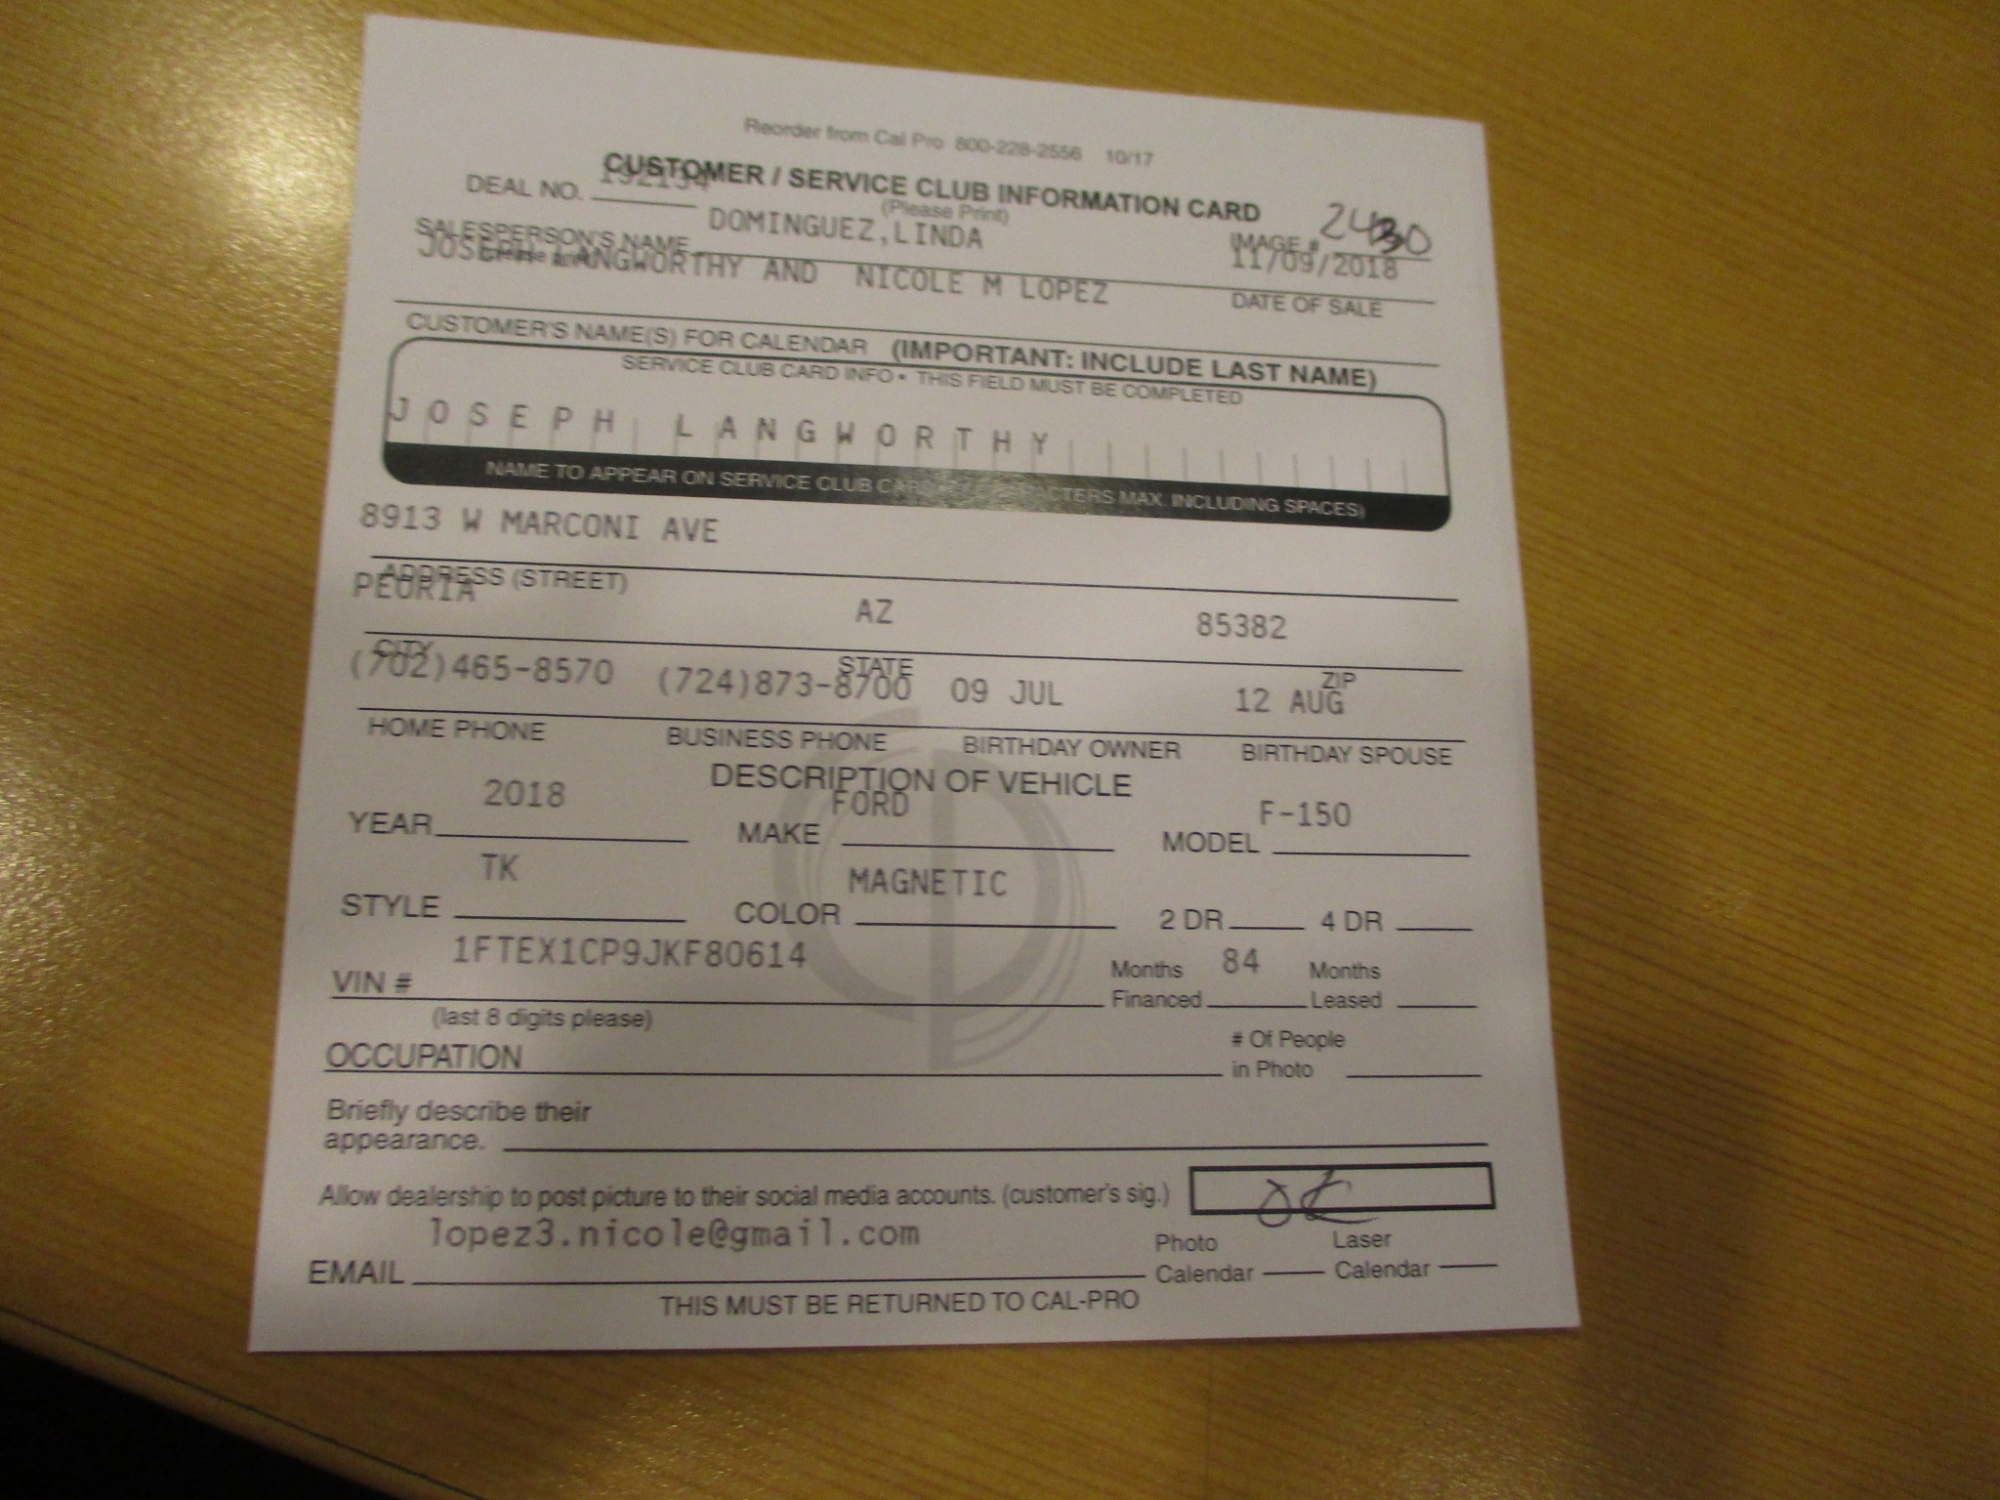 Reorder from Cal Pro 800-228-2556 10/17
CUSTOMER / SERVICE CLUB INFORMATION CARD
(Please Print)
DEAL NO. 192134
SALESPERSON'S NAME DOMINGUEZ,LINDA
IMAGE # 2430
JOSEPH LANGWORTHY AND NICOLE M LOPEZ
11/09/2018
DATE OF SALE
CUSTOMER'S NAME(S) FOR CALENDAR (IMPORTANT: INCLUDE LAST NAME)
SERVICE CLUB CARD INFO • THIS FIELD MUST BE COMPLETED
JOSEPH LANGWORTHY
NAME TO APPEAR ON SERVICE CLUB MAX. INCLUDING SPACES)
8913 W MARCONI AVE
ADDRESS (STREET)
PEORIA AZ 85382
CITY STATE ZIP
(702)465-8570 (724)873-8700 09 JUL 12 AUG
HOME PHONE BUSINESS PHONE BIRTHDAY OWNER BIRTHDAY SPOUSE
DESCRIPTION OF VEHICLE
YEAR 2018 MAKE FORD MODEL F-150
STYLE TK COLOR MAGNETIC 2 DR 4 DR
VIN # 1FTEX1CP9JKF80614 Months Financed 84 Months Leased
(last 8 digits please)
OCCUPATION # Of People in Photo
Briefly describe their
appearance.
Allow dealership to post picture to their social media accounts. (customer's sig.)
EMAIL lopez3.nicole@gmail.com Photo Calendar Laser Calendar
THIS MUST BE RETURNED TO CAL-PRO